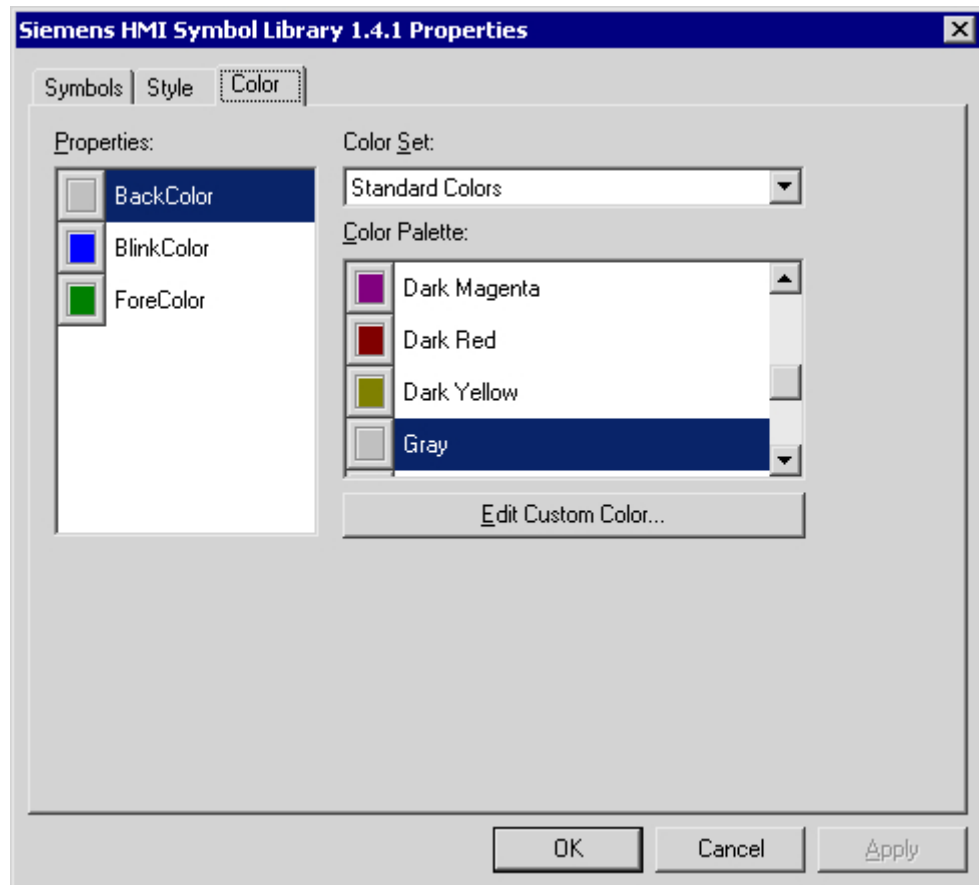 Siemens HMI Symbol Library 1.4.1 Properties
Symbols Style Color
Properties:
BackColor
BlinkColor
ForeColor
Color Set:
Standard Colors
Color Palette:
Dark Magenta
Dark Red
Dark Yellow
Gray
Edit Custom Color...
OK Cancel Apply